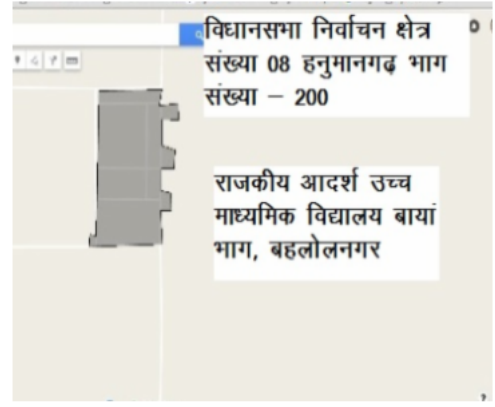 विधानसभा निर्वाचन क्षेत्र
संख्या 08 हनुमानगढ़ भाग
संख्या – 200
राजकीय आदर्श उच्च
माध्यमिक विद्यालय बायां
भाग, बहलोलनगर
?